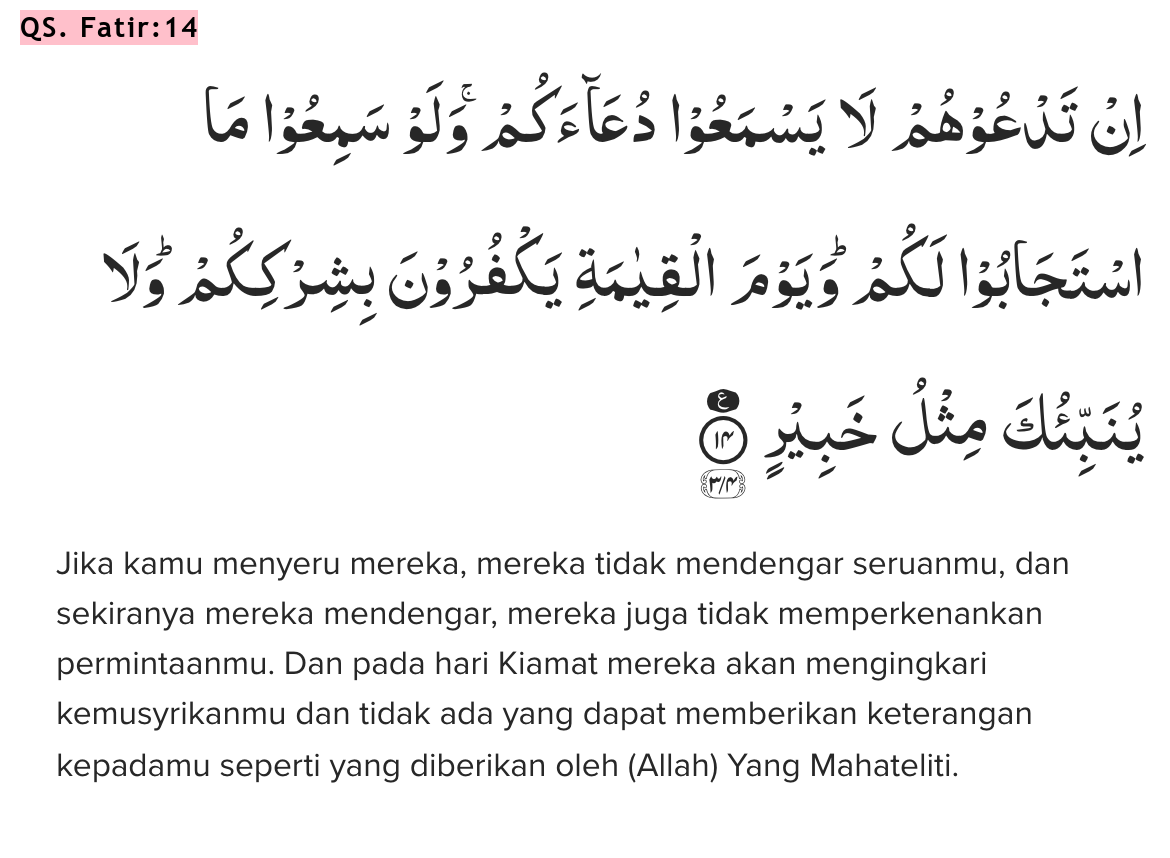 QS. Fatir:14
اِنْ تَدْعُوْهُمْ لَا يَسْمَعُوْا دُعَاۤءَكُمْۚ وَلَوْ سَمِعُوْا مَا
اسْتَجَابُوْا لَكُمْۗ وَيَوْمَ الْقِيٰمَةِ يَكْفُرُوْنَ بِشِرْكِكُمْۗ وَلَا
يُنَبِّئُكَ مِثْلُ خَبِيْرٍ ع ١٤ ٣/٤
Jika kamu menyeru mereka, mereka tidak mendengar seruanmu, dan
sekiranya mereka mendengar, mereka juga tidak memperkenankan
permintaanmu. Dan pada hari Kiamat mereka akan mengingkari
kemusyrikanmu dan tidak ada yang dapat memberikan keterangan
kepadamu seperti yang diberikan oleh (Allah) Yang Mahateliti.